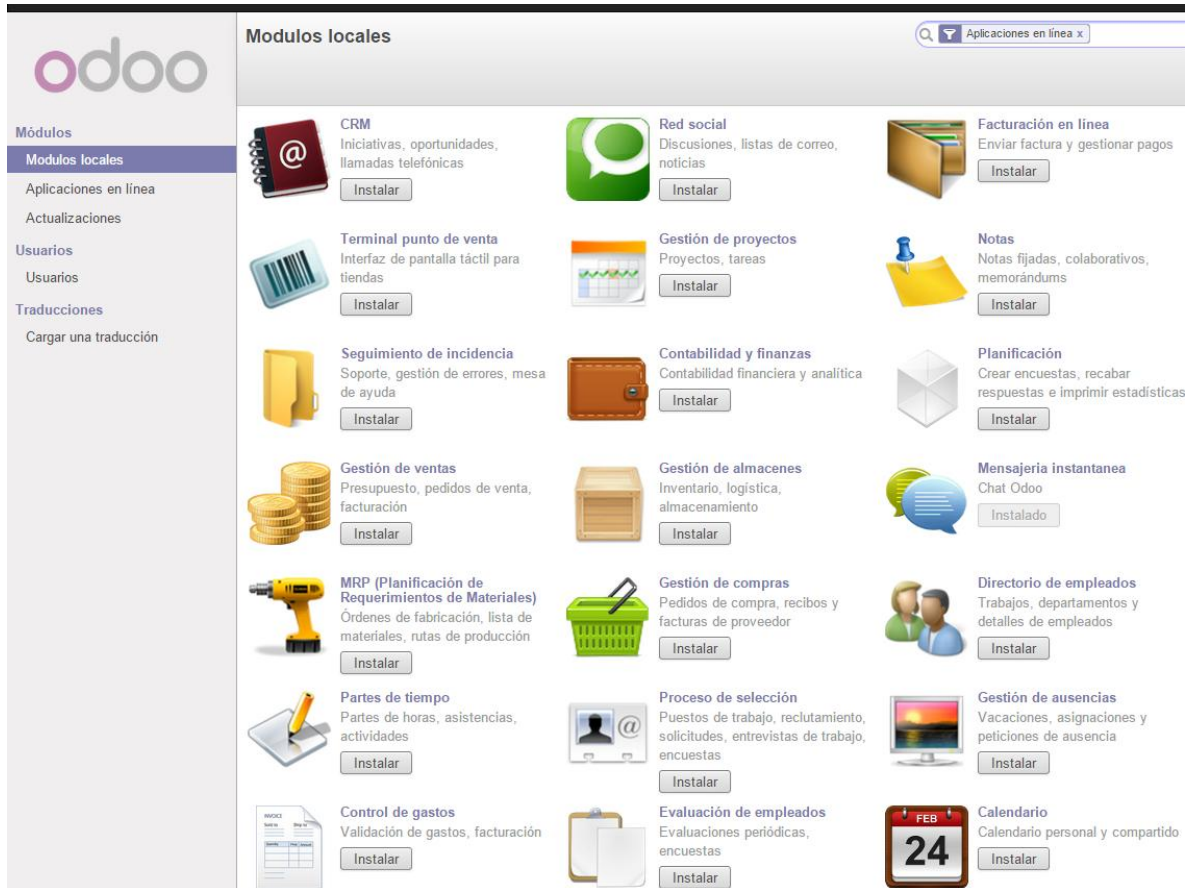 odoo
Modulos locales
Aplicaciones en línea x
Módulos
Modulos locales
Aplicaciones en línea
Actualizaciones
Usuarios
Usuarios
Traducciones
Cargar una traducción
CRM
Iniciativas, oportunidades,
llamadas telefónicas
Instalar
Red social
Discusiones, listas de correo,
noticias
Instalar
Facturación en línea
Enviar factura y gestionar pagos
Instalar
Terminal punto de venta
Interfaz de pantalla táctil para
tiendas
Instalar
Gestión de proyectos
Proyectos, tareas
Instalar
Notas
Notas fijadas, colaborativos,
memorándums
Instalar
Seguimiento de incidencia
Soporte, gestión de errores, mesa
de ayuda
Instalar
Contabilidad y finanzas
Contabilidad financiera y analítica
Instalar
Planificación
Crear encuestas, recabar
respuestas e imprimir estadísticas
Instalar
Gestión de ventas
Presupuesto, pedidos de venta,
facturación
Instalar
Gestión de almacenes
Inventario, logística,
almacenamiento
Instalar
Mensajeria instantanea
Chat Odoo
Instalado
MRP (Planificación de
Requerimientos de Materiales)
Órdenes de fabricación, lista de
materiales, rutas de producción
Instalar
Gestión de compras
Pedidos de compra, recibos y
facturas de proveedor
Instalar
Directorio de empleados
Trabajos, departamentos y
detalles de empleados
Instalar
Partes de tiempo
Partes de horas, asistencias,
actividades
Instalar
@
Proceso de selección
Puestos de trabajo, reclutamiento,
solicitudes, entrevistas de trabajo,
encuestas
Instalar
Gestión de ausencias
Vacaciones, asignaciones y
peticiones de ausencia
Instalar
INVOICE
Control de gastos
Validación de gastos, facturación
Instalar
Evaluación de empleados
Evaluaciones periódicas,
encuestas
Instalar
FEB
24
Calendario
Calendario personal y compartido
Instalar